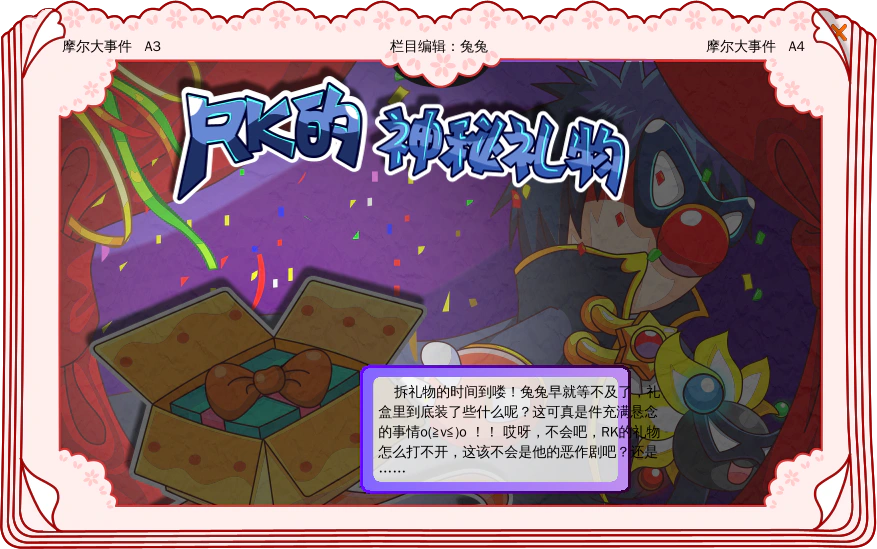 摩尔大事件 A3
栏目编辑：兔兔
摩尔大事件 A4
RK的 神秘礼物
拆礼物的时间到喽！兔兔早就等不及了，礼
盒里到底装了些什么呢？这可真是件充满悬念
的事情o(≧v≦)o ！！ 哎呀，不会吧，RK的礼物
怎么打不开，这该不会是他的恶作剧吧？还是
……